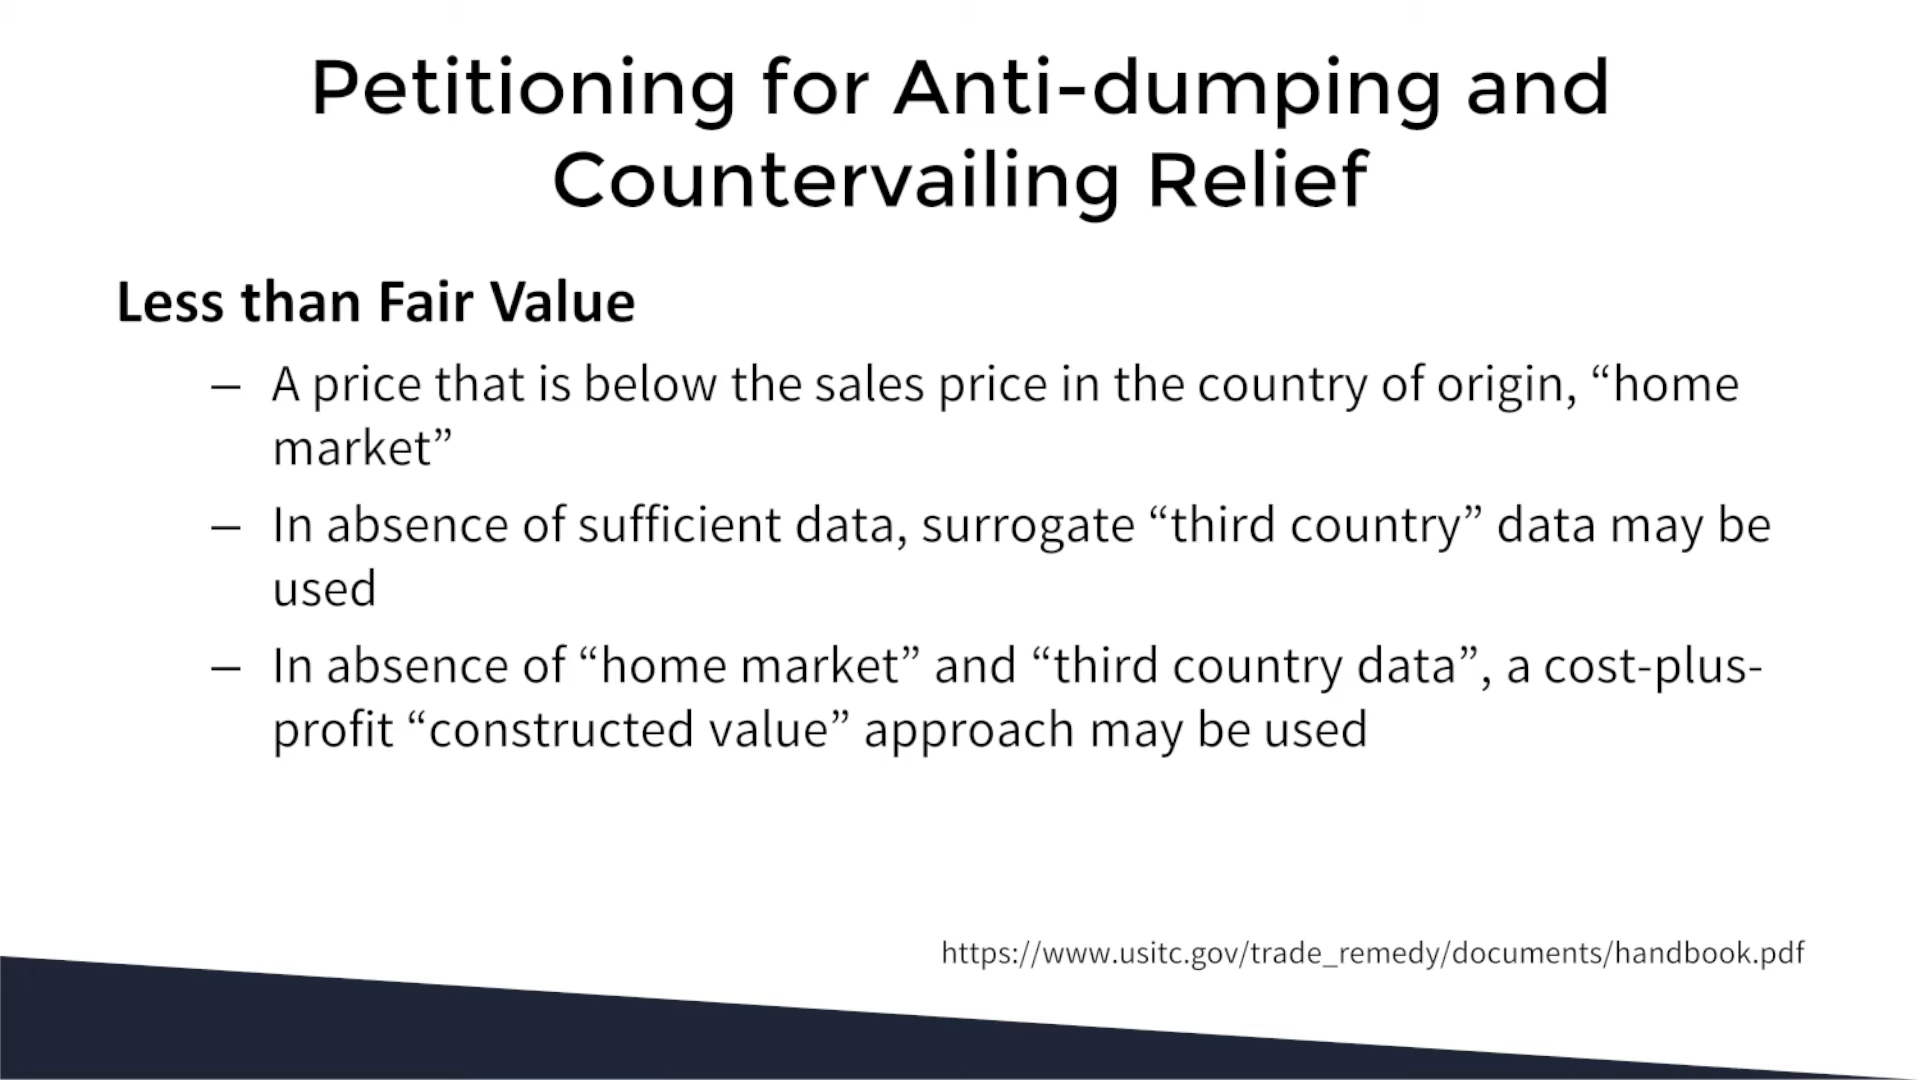 Petitioning for Anti-dumping and
Countervailing Relief
Less than Fair Value
– A price that is below the sales price in the country of origin, “home
market”
– In absence of sufficient data, surrogate “third country” data may be
used
– In absence of “home market” and “third country data”, a cost-plus-
profit “constructed value” approach may be used
https://www.usitc.gov/trade_remedy/documents/handbook.pdf